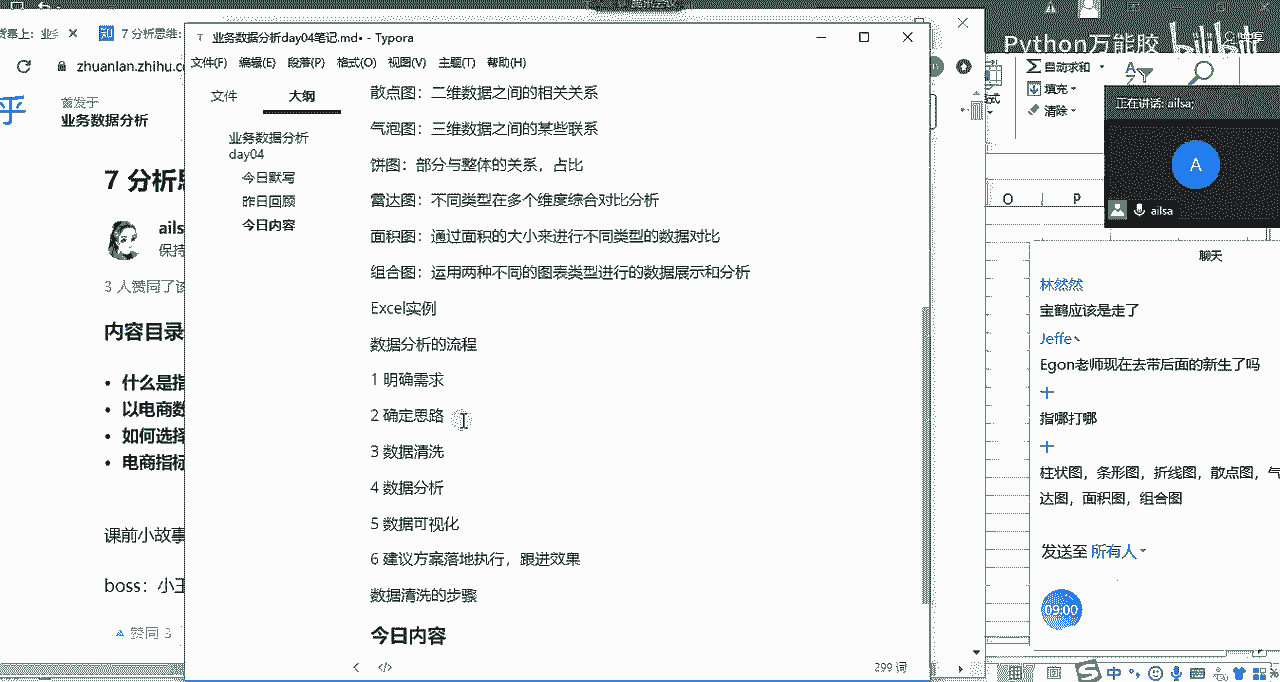 业务数据分析day04笔记.md• - Typora
文件(F) 编辑(E) 段落(P) 格式(O) 视图(V) 主题(T) 帮助(H)
文件 大纲
业务数据分析
day04
今日默写
昨日回顾
今日内容
散点图：二维数据之间的相关关系
气泡图：三维数据之间的某些联系
饼图：部分与整体的关系，占比
雷达图：不同类型在多个维度综合对比分析
面积图：通过面积的大小来进行不同类型的数据对比
组合图：运用两种不同的图表类型进行的数据展示和分析
Excel实例
数据分析的流程
1 明确需求
2 确定思路
3 数据清洗
4 数据分析
5 数据可视化
6 建议方案落地执行，跟进效果
数据清洗的步骤
今日内容
299 词
7 分析思维:
zhuanlan.zhihu.c
乎
首发于
业务数据分析
7 分析思
ails
保持
3 人赞同了该
内容目录
• 什么是指
• 以电商数
• 如何选择
• 电商指标
课前小故事
boss：小王
赞同 3
Python万能胶
bilibili
自动求和
填充
清除
O P
正在讲话: ailsa;
A
ailsa
聊天
林然然
宝鹤应该是走了
Jeffe丶
Egon老师现在去带后面的新生了吗
十
指哪打哪
十
柱状图，条形图，折线图，散点图，气
达图，面积图，组合图
发送至 所有人
09:00
中